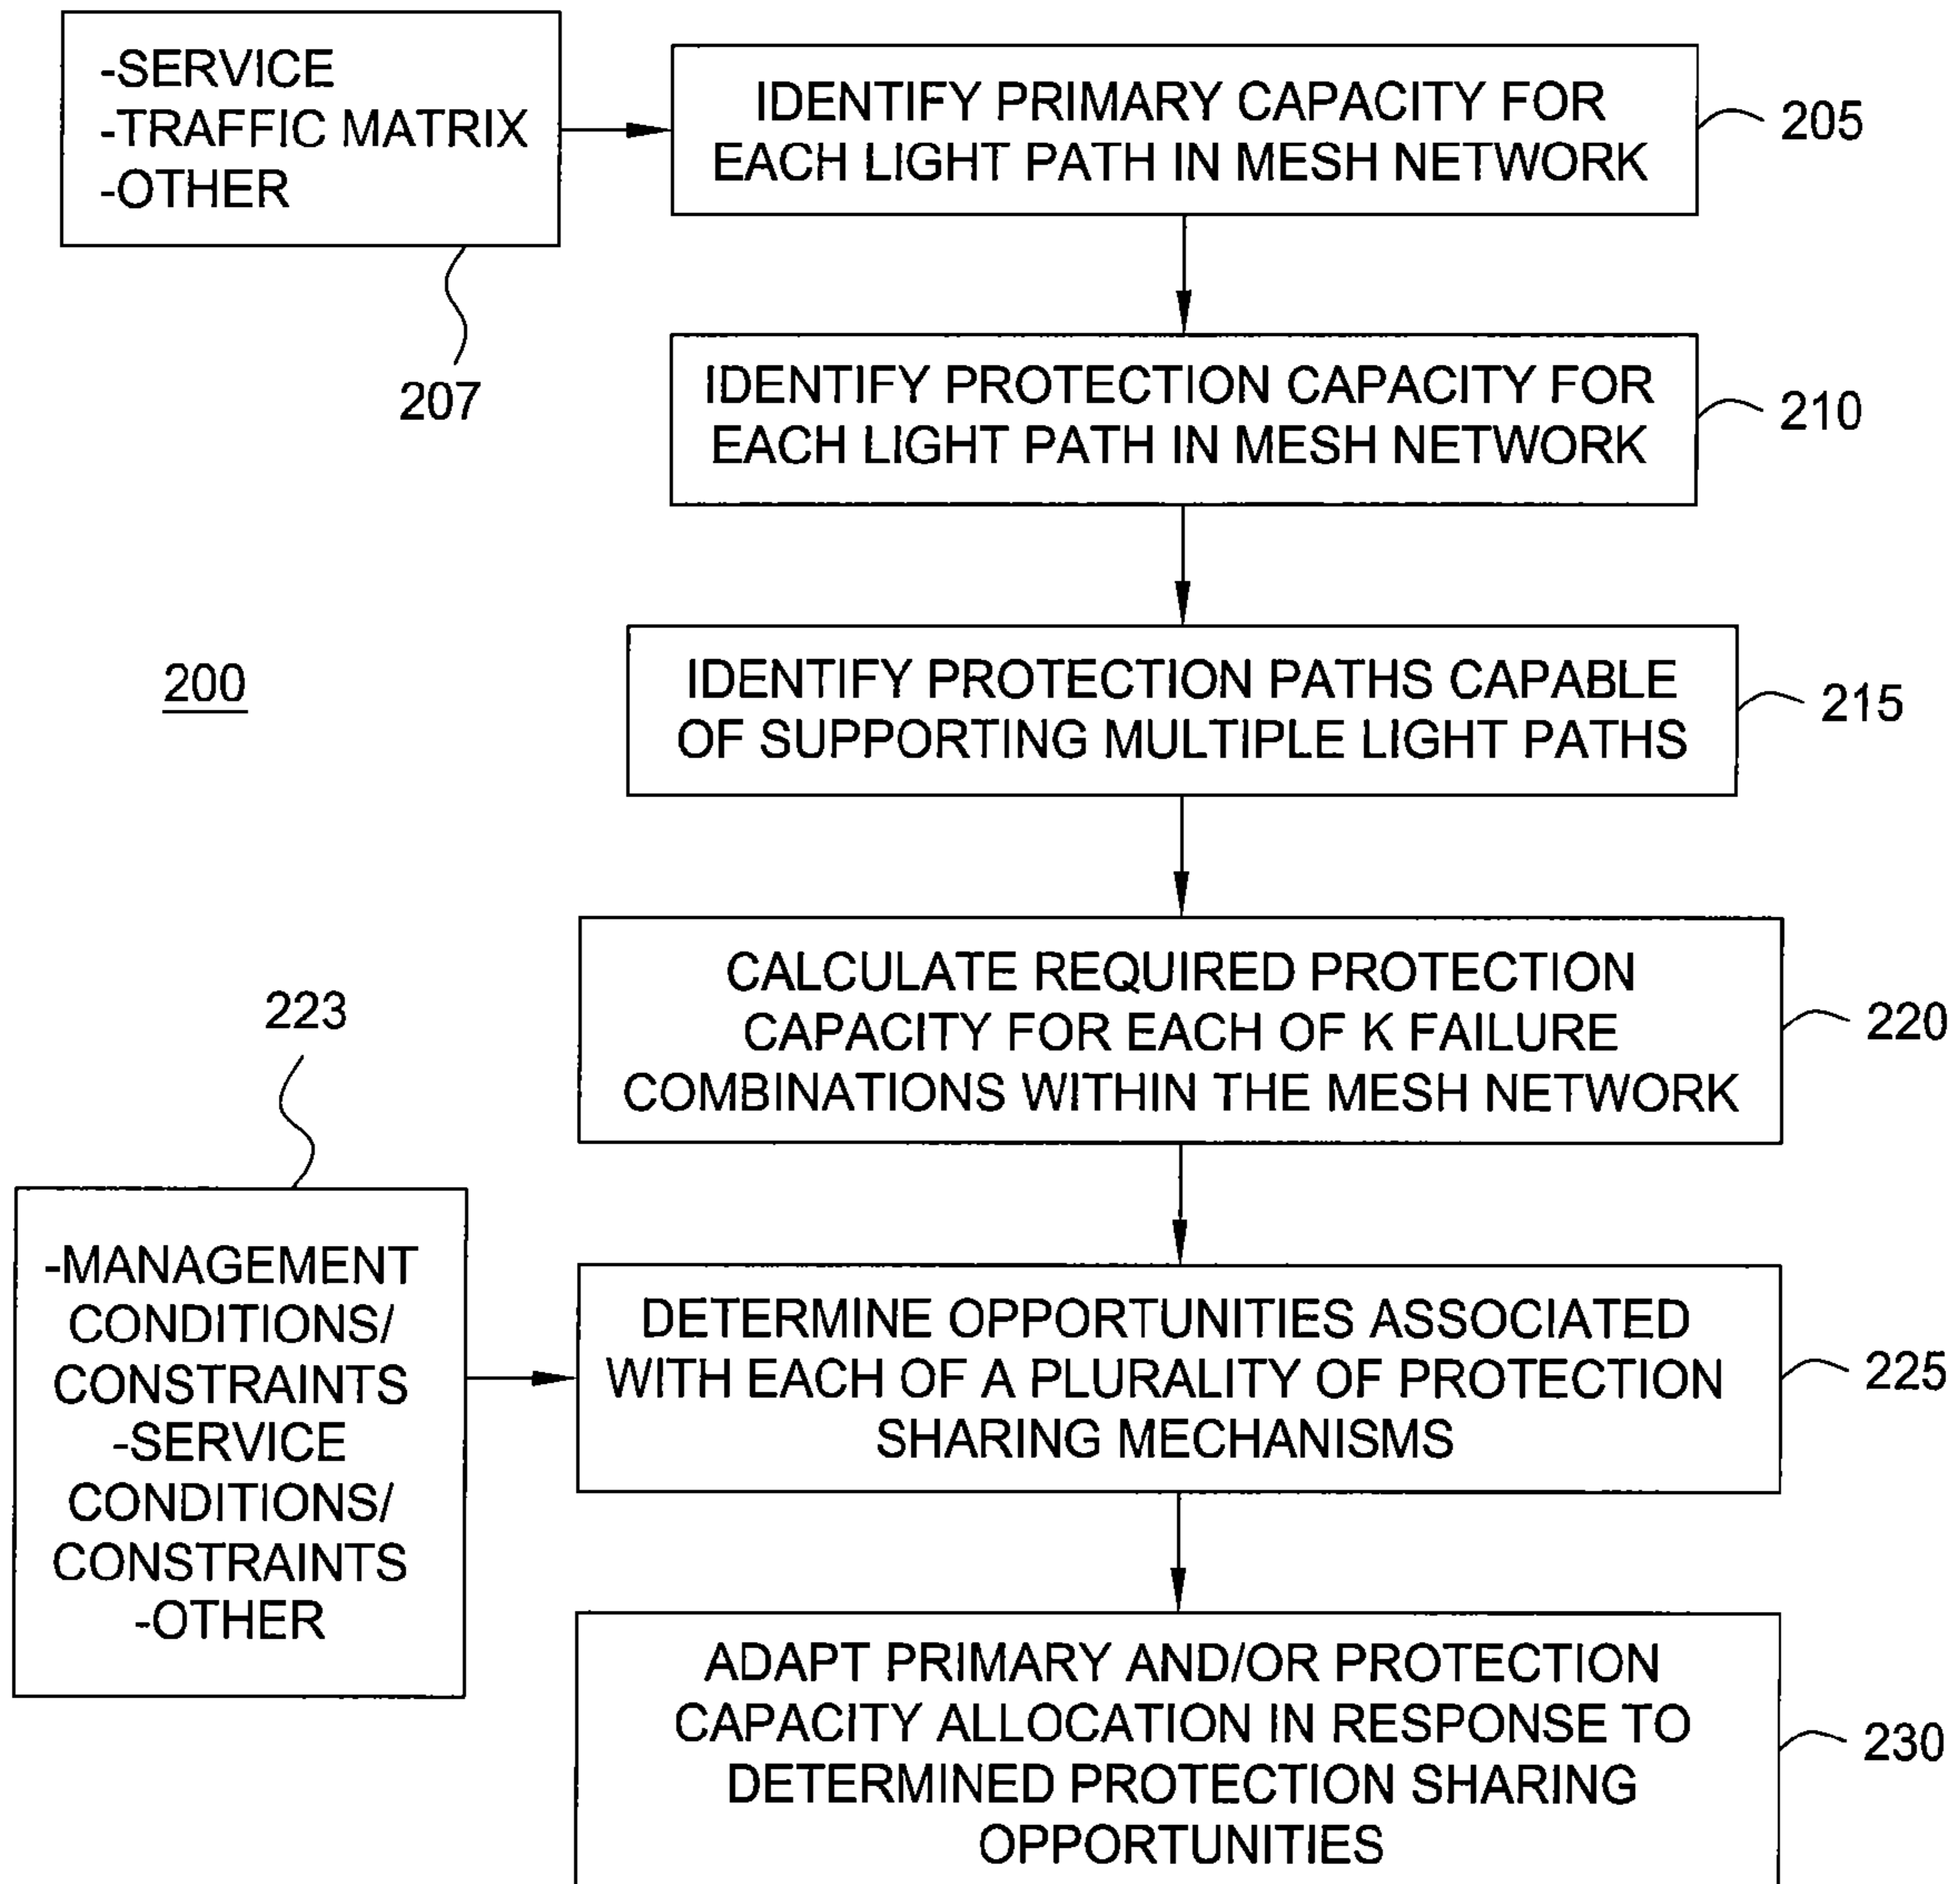 -SERVICE
-TRAFFIC MATRIX
-OTHER
207
IDENTIFY PRIMARY CAPACITY FOR
EACH LIGHT PATH IN MESH NETWORK
205
IDENTIFY PROTECTION CAPACITY FOR
EACH LIGHT PATH IN MESH NETWORK
210
200
IDENTIFY PROTECTION PATHS CAPABLE
OF SUPPORTING MULTIPLE LIGHT PATHS
215
CALCULATE REQUIRED PROTECTION
CAPACITY FOR EACH OF K FAILURE
COMBINATIONS WITHIN THE MESH NETWORK
220
223
-MANAGEMENT
CONDITIONS/
CONSTRAINTS
-SERVICE
CONDITIONS/
CONSTRAINTS
-OTHER
DETERMINE OPPORTUNITIES ASSOCIATED
WITH EACH OF A PLURALITY OF PROTECTION
SHARING MECHANISMS
225
ADAPT PRIMARY AND/OR PROTECTION
CAPACITY ALLOCATION IN RESPONSE TO
DETERMINED PROTECTION SHARING
OPPORTUNITIES
230